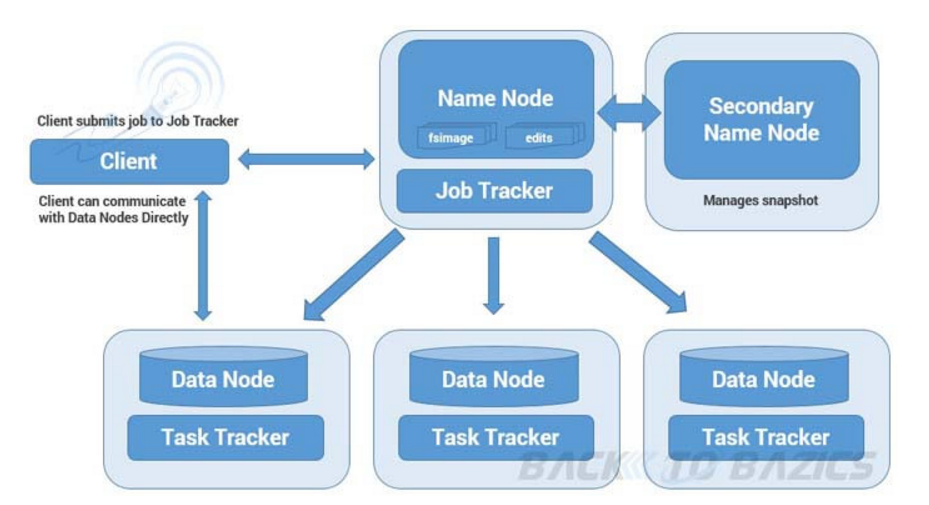 Client submits job to Job Tracker
Client
Client can communicate
with Data Nodes Directly
Name Node
fsimage
edits
Job Tracker
Secondary
Name Node
Manages snapshot
Data Node
Task Tracker
Data Node
Task Tracker
Data Node
Task Tracker
BACK TO BAZICS